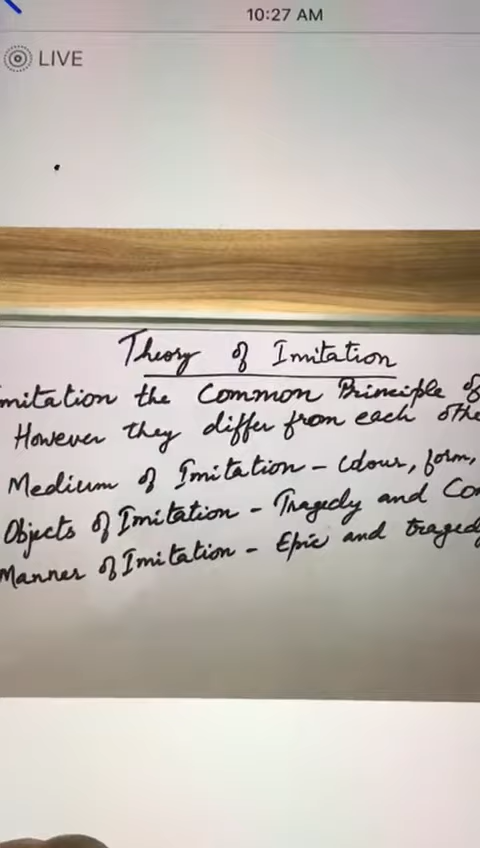 10:27 AM
LIVE
Theory of Imitation
mitation the Common Principle of
However they differ from each othe
Medium of Imitation – Colour, form,
Objects of Imitation – Tragedy and Co
Manner of Imitation – Epic and tragedy